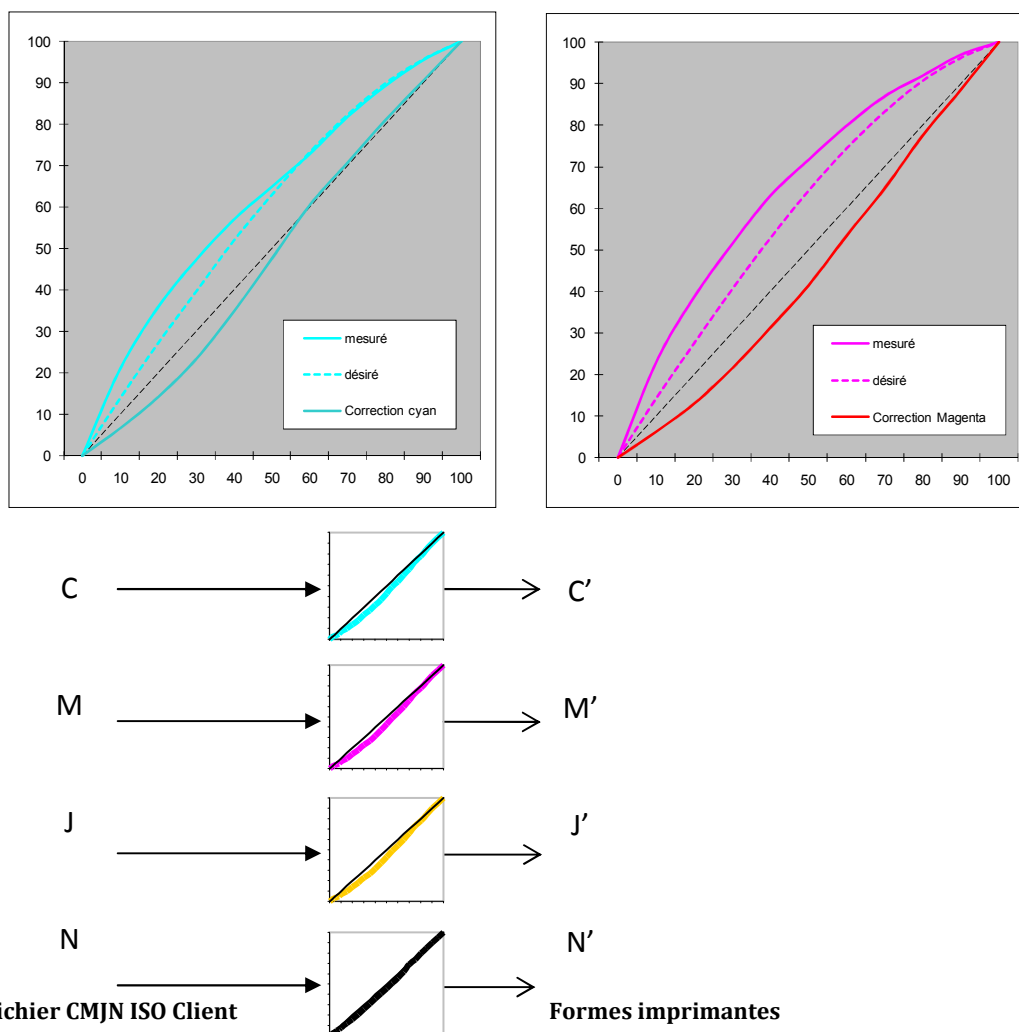 100
90
80
70
60
50
40
30
20
10
0
0 10 20 30 40 50 60 70 80 90 100
mesuré
désiré
Correction cyan
100
90
80
70
60
50
40
30
20
10
0
0 10 20 30 40 50 60 70 80 90 100
mesuré
désiré
Correction Magenta
C C’
M M’
J J’
N N’
ichier CMJN ISO Client Formes imprimantes